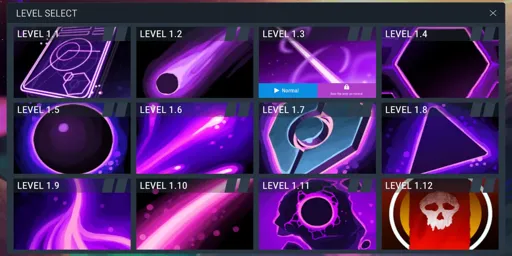 LEVEL SELECT
LEVEL 1.1
LEVEL 1.2
LEVEL 1.3
LEVEL 1.4
Normal
LEVEL 1.5
LEVEL 1.6
LEVEL 1.7
LEVEL 1.8
LEVEL 1.9
LEVEL 1.10
LEVEL 1.11
LEVEL 1.12